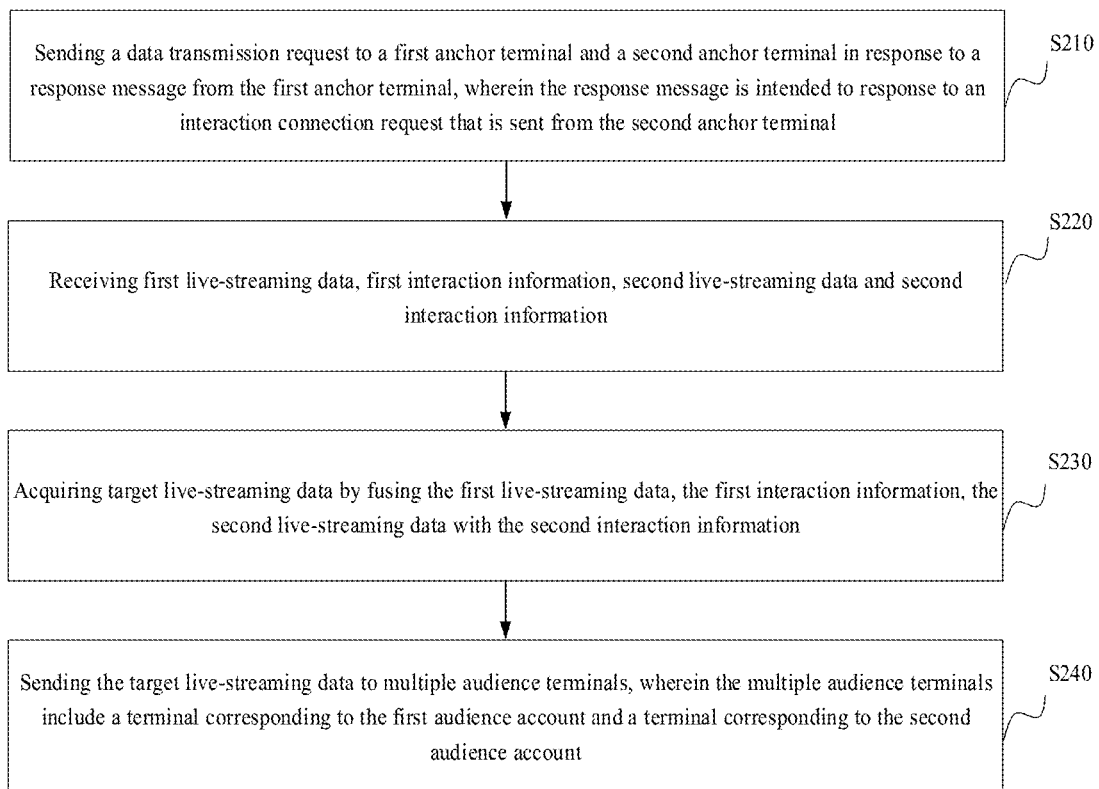 Sending a data transmission request to a first anchor terminal and a second anchor terminal in response to a
response message from the first anchor terminal, wherein the response message is intended to response to an
interaction connection request that is sent from the second anchor terminal
S210
Receiving first live-streaming data, first interaction information, second live-streaming data and second
interaction information
S220
Acquiring target live-streaming data by fusing the first live-streaming data, the first interaction information, the
second live-streaming data with the second interaction information
S230
Sending the target live-streaming data to multiple audience terminals, wherein the multiple audience terminals
include a terminal corresponding to the first audience account and a terminal corresponding to the second
audience account
S240